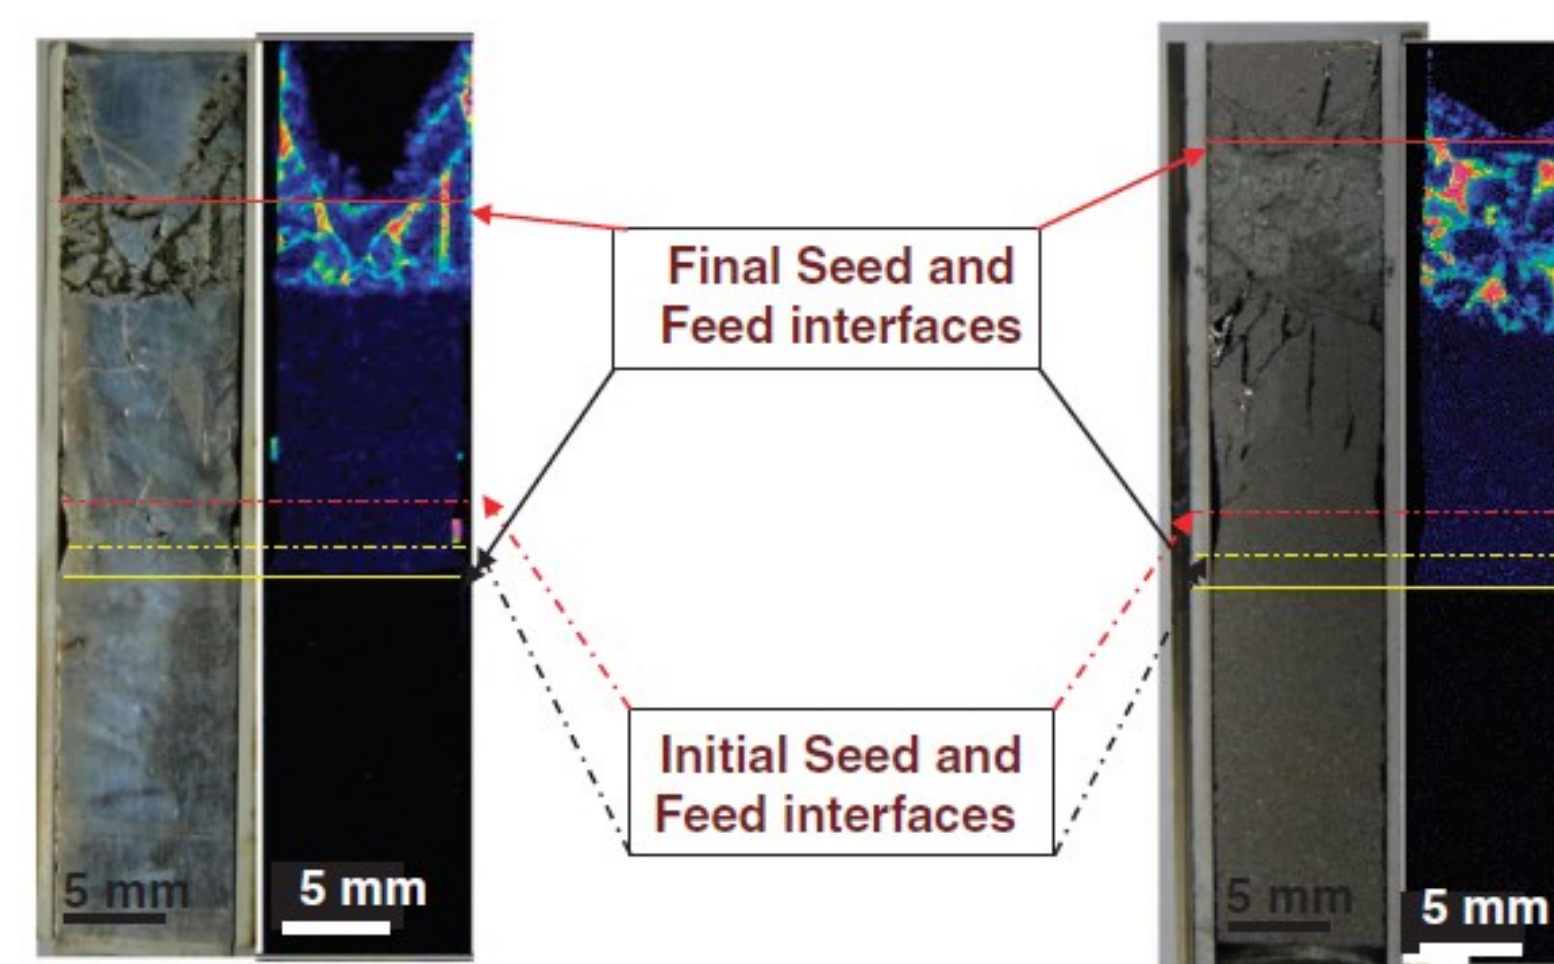 Final Seed and
Feed interfaces
Initial Seed and
Feed interfaces
5 mm
5 mm
5 mm
5 mm